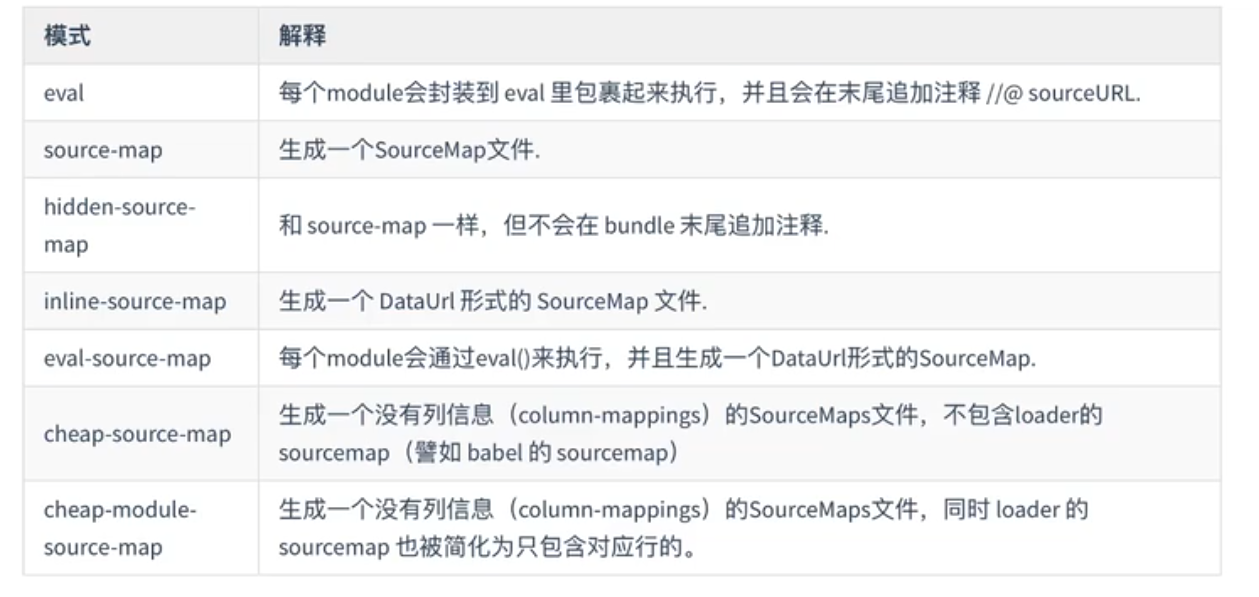 模式 解释
eval 每个module会封装到 eval 里包裹起来执行，并且会在末尾追加注释 //@ sourceURL.
source-map 生成一个SourceMap文件.
hidden-source-
map
和 source-map 一样，但不会在 bundle 末尾追加注释.
inline-source-map 生成一个 DataUrl 形式的 SourceMap 文件.
eval-source-map 每个module会通过eval()来执行，并且生成一个DataUrl形式的SourceMap.
cheap-source-map
生成一个没有列信息（column-mappings）的SourceMaps文件，不包含loader的
sourcemap（譬如 babel 的 sourcemap）
cheap-module-
source-map
生成一个没有列信息（column-mappings）的SourceMaps文件，同时 loader 的
sourcemap 也被简化为只包含对应行的。